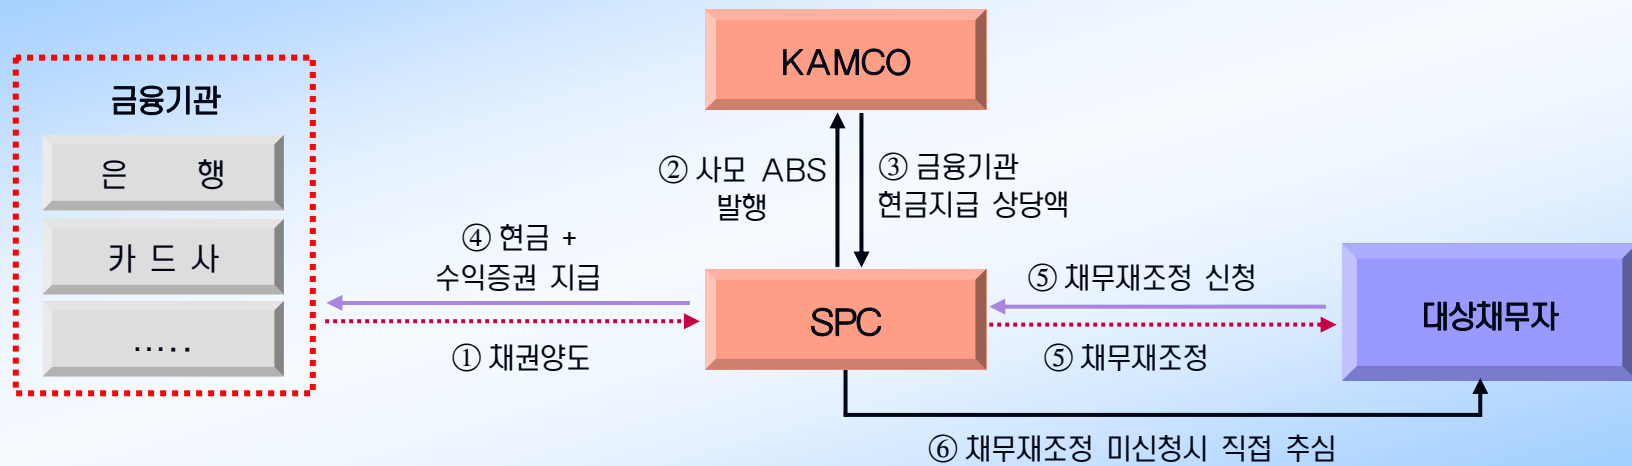 KAMCO
금융기관
은 행
카 드 사
.....
② 사모 ABS
발행
③ 금융기관
현금지급 상당액
④ 현금 +
수익증권 지급
① 채권양도
SPC
⑤ 채무재조정 신청
⑤ 채무재조정
대상채무자
⑥ 채무재조정 미신청시 직접 추심